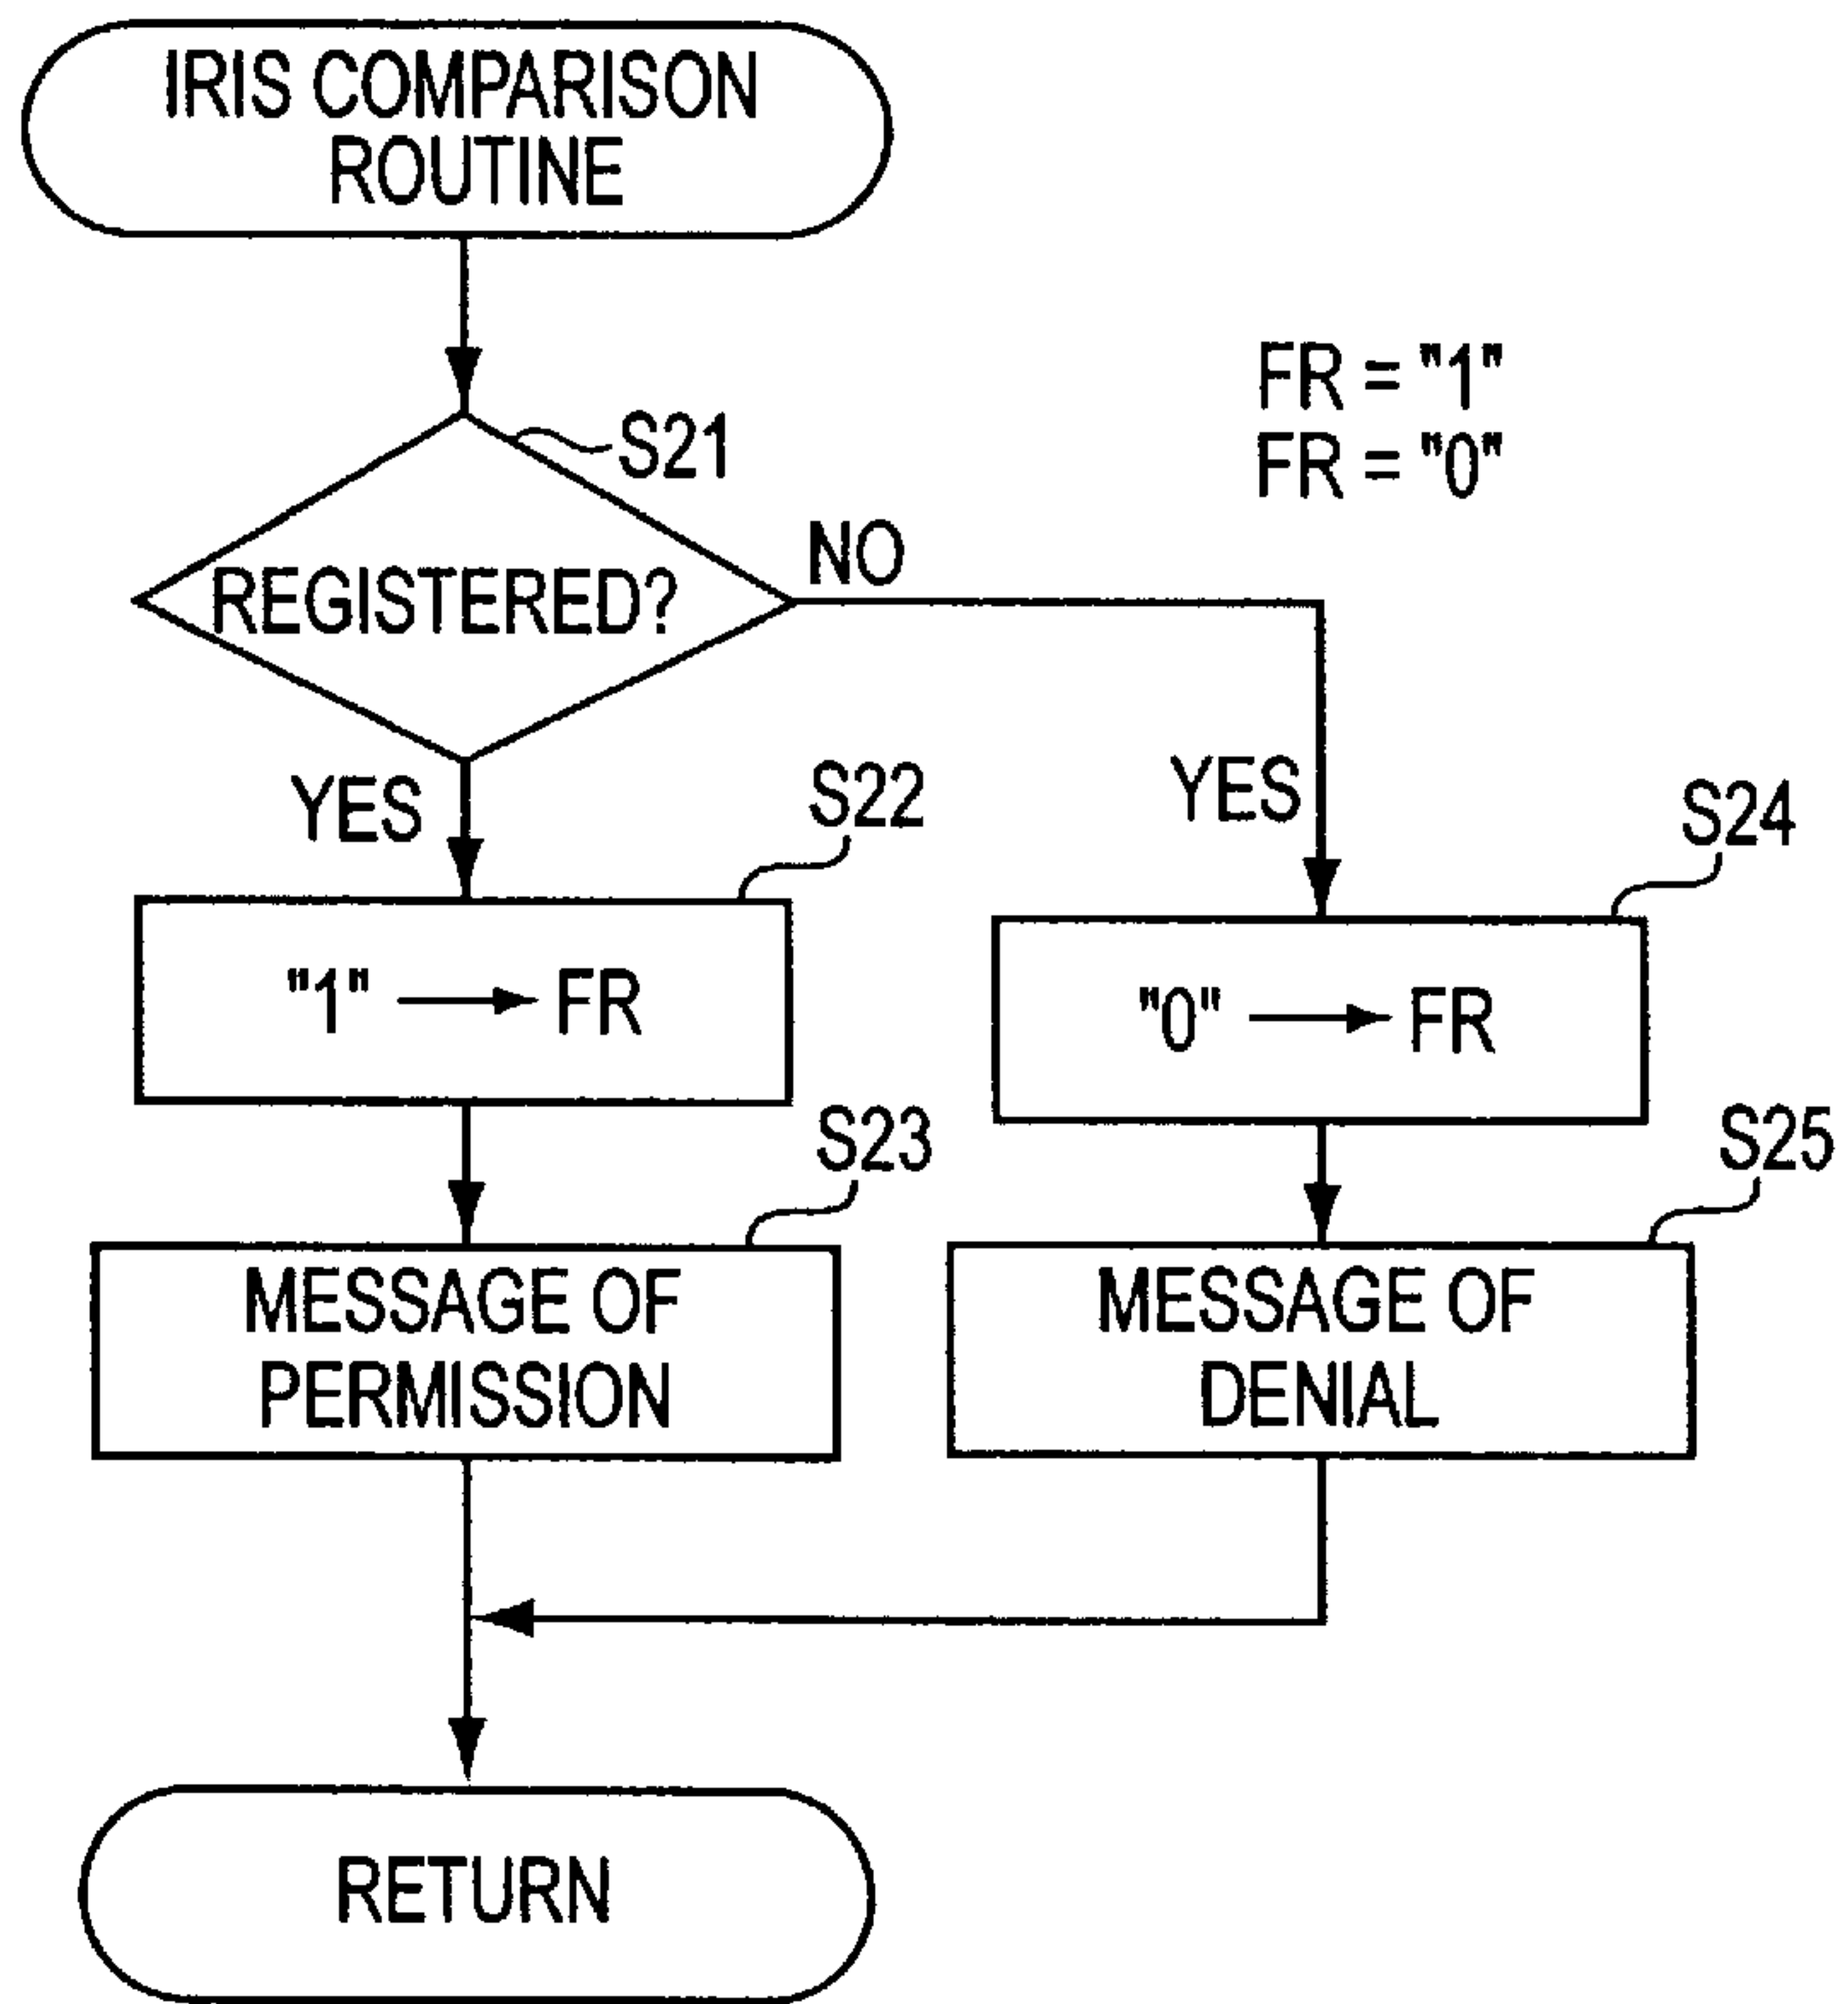 IRIS COMPARISON
ROUTINE
FR = "1"
FR = "0"
S21
NO
REGISTERED?
YES
S22
YES
S24
"1" → FR
"0" → FR
S23
S25
MESSAGE OF
PERMISSION
MESSAGE OF
DENIAL
RETURN